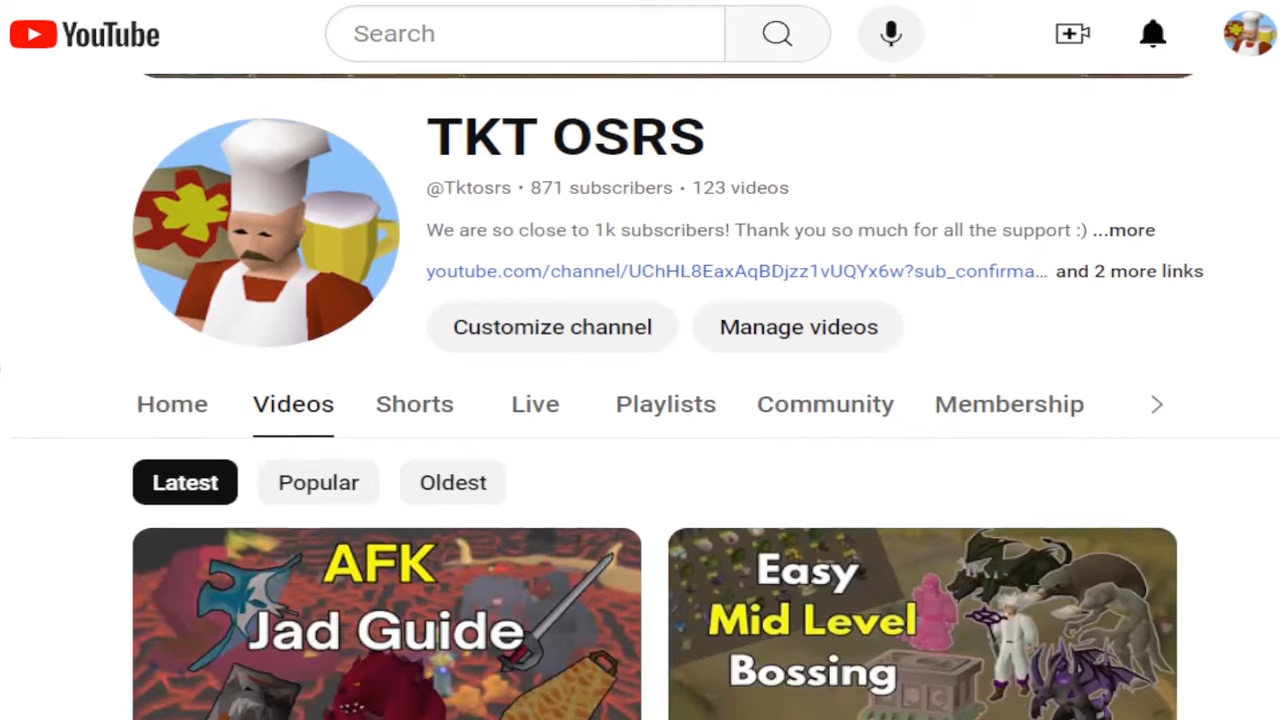 YouTube
Search
TKT OSRS
@Tktosrs • 871 subscribers • 123 videos
We are so close to 1k subscribers! Thank you so much for all the support :) ...more
youtube.com/channel/UChHL8EaxAqBDjzz1vUQYx6w?sub_confirma... and 2 more links
Customize channel Manage videos
Home Videos Shorts Live Playlists Community Membership
Latest Popular Oldest
AFK
Jad Guide
Easy
Mid Level
Bossing